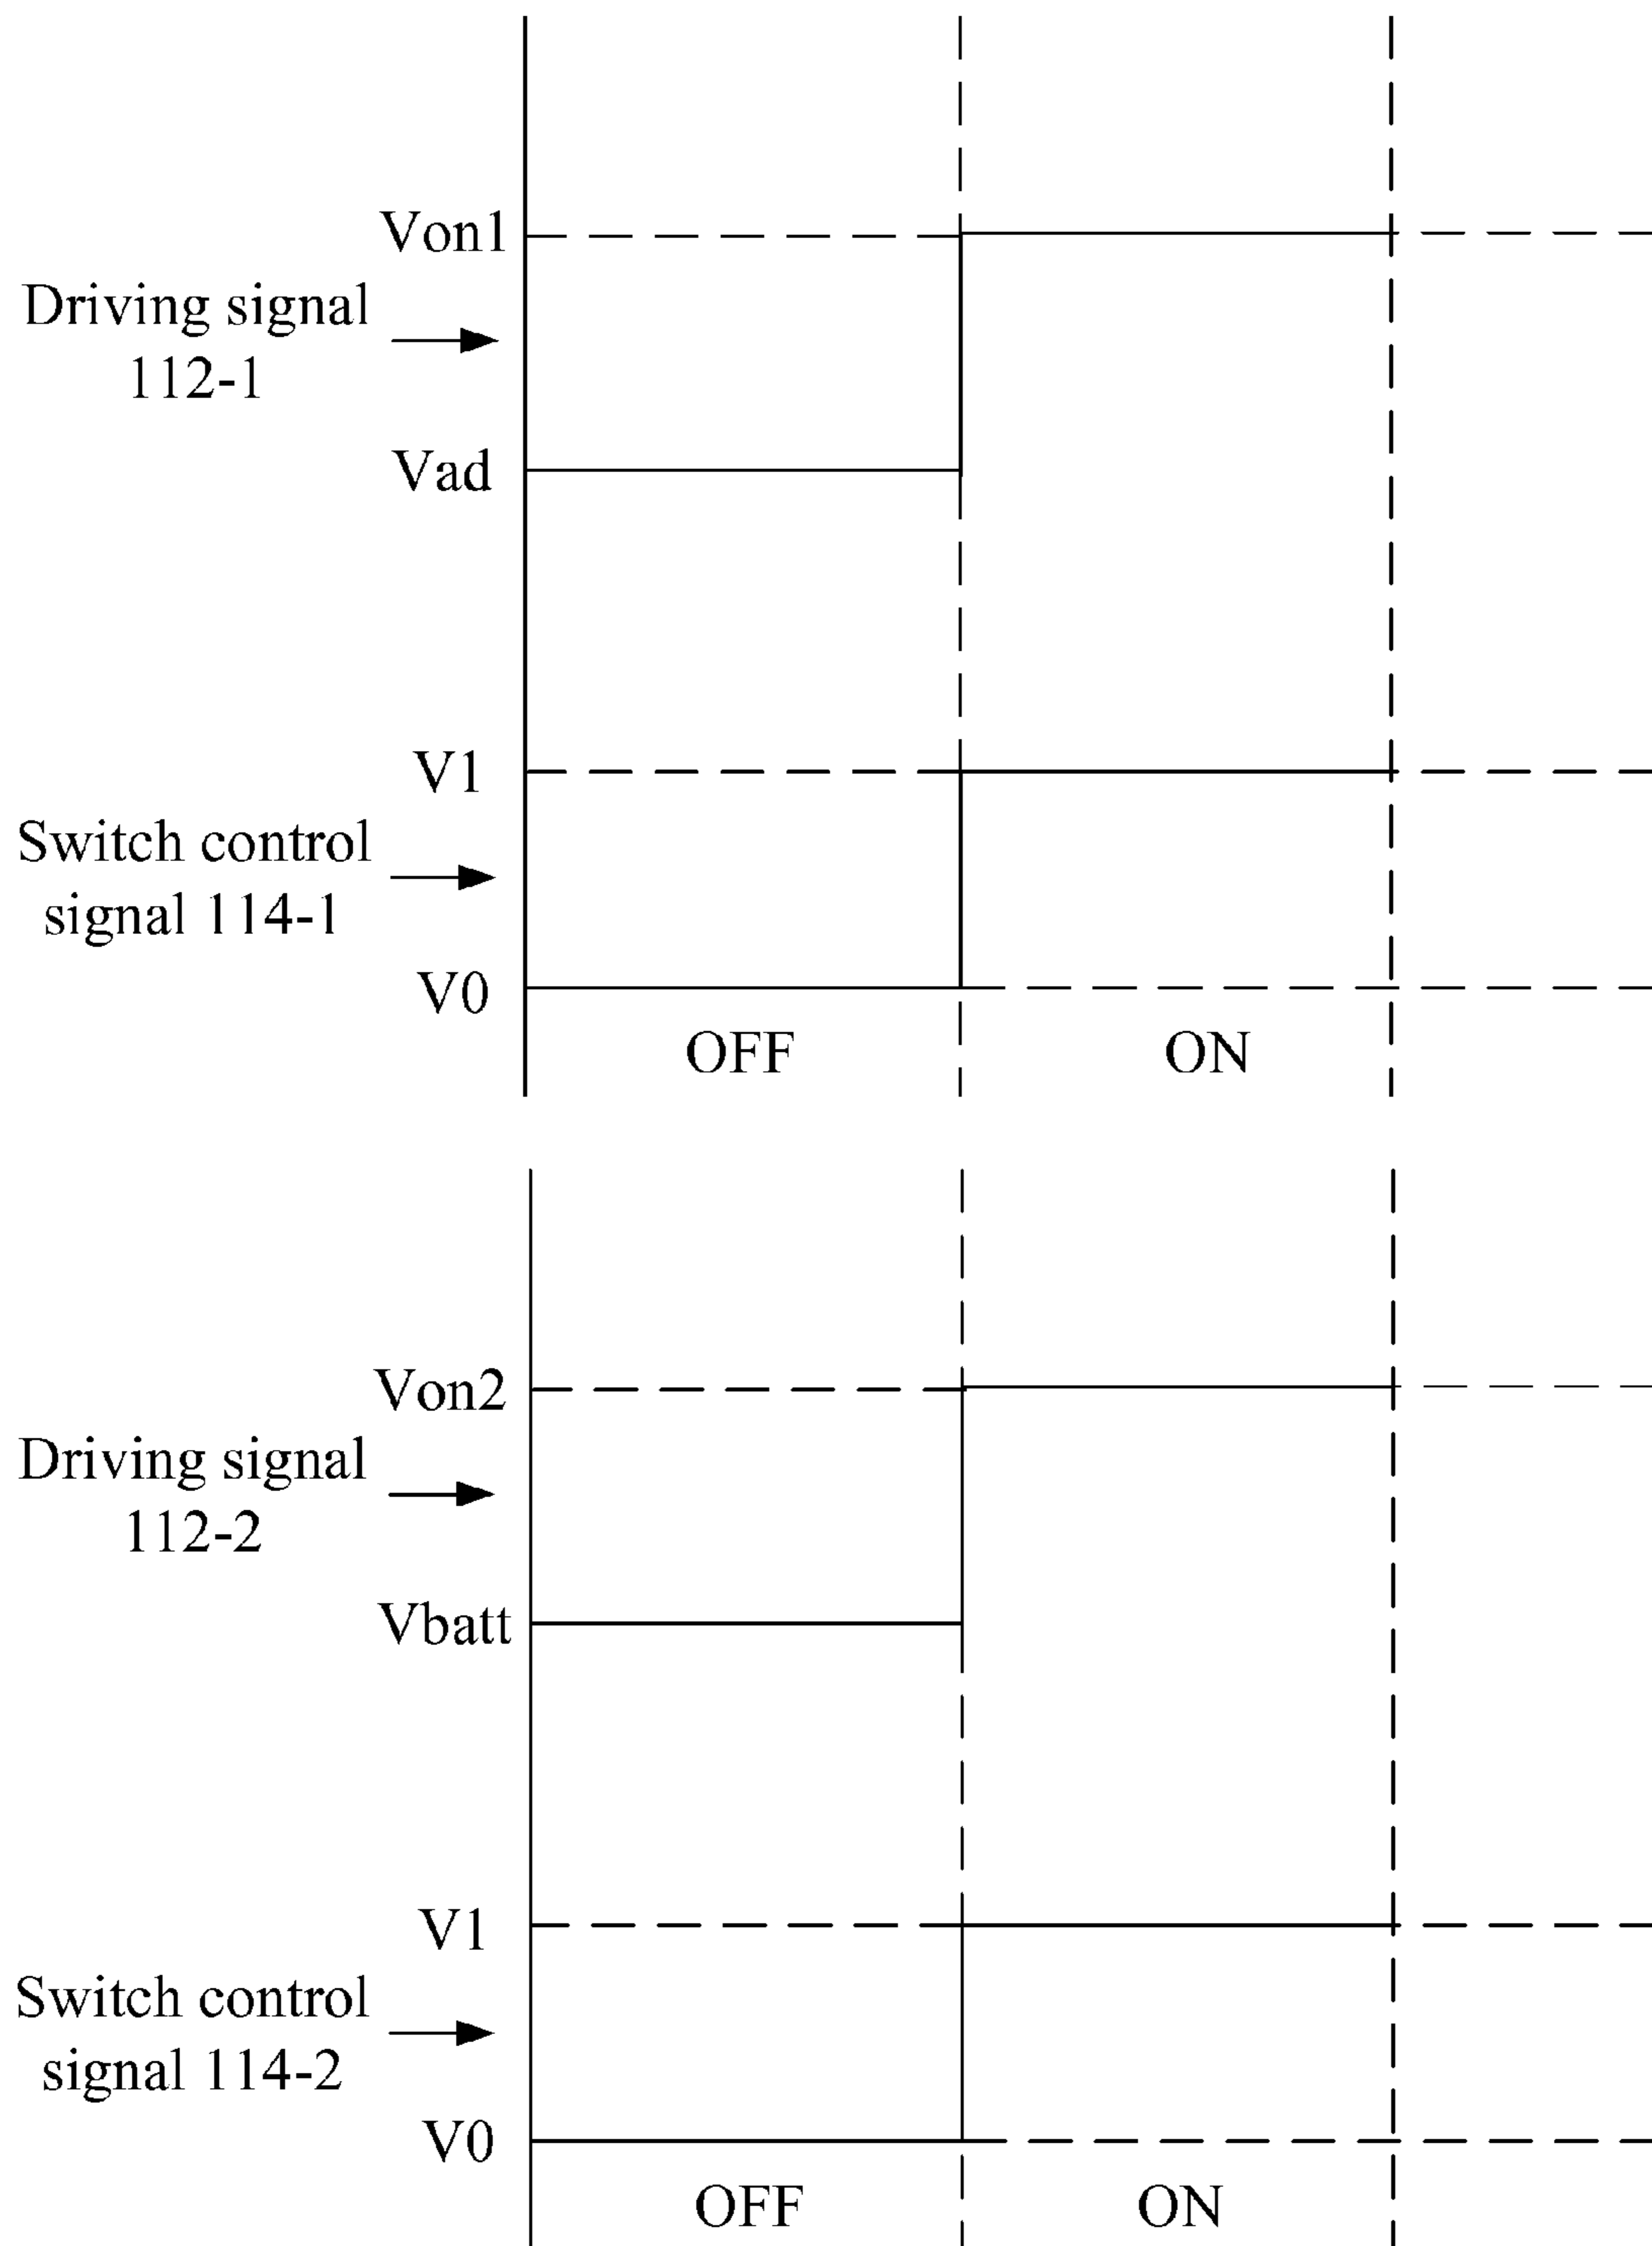 Von1
Driving signal
112-1
Vad
V1
Switch control
signal 114-1
V0
OFF ON
Von2
Driving signal
112-2
Vbatt
V1
Switch control
signal 114-2
V0
OFF ON